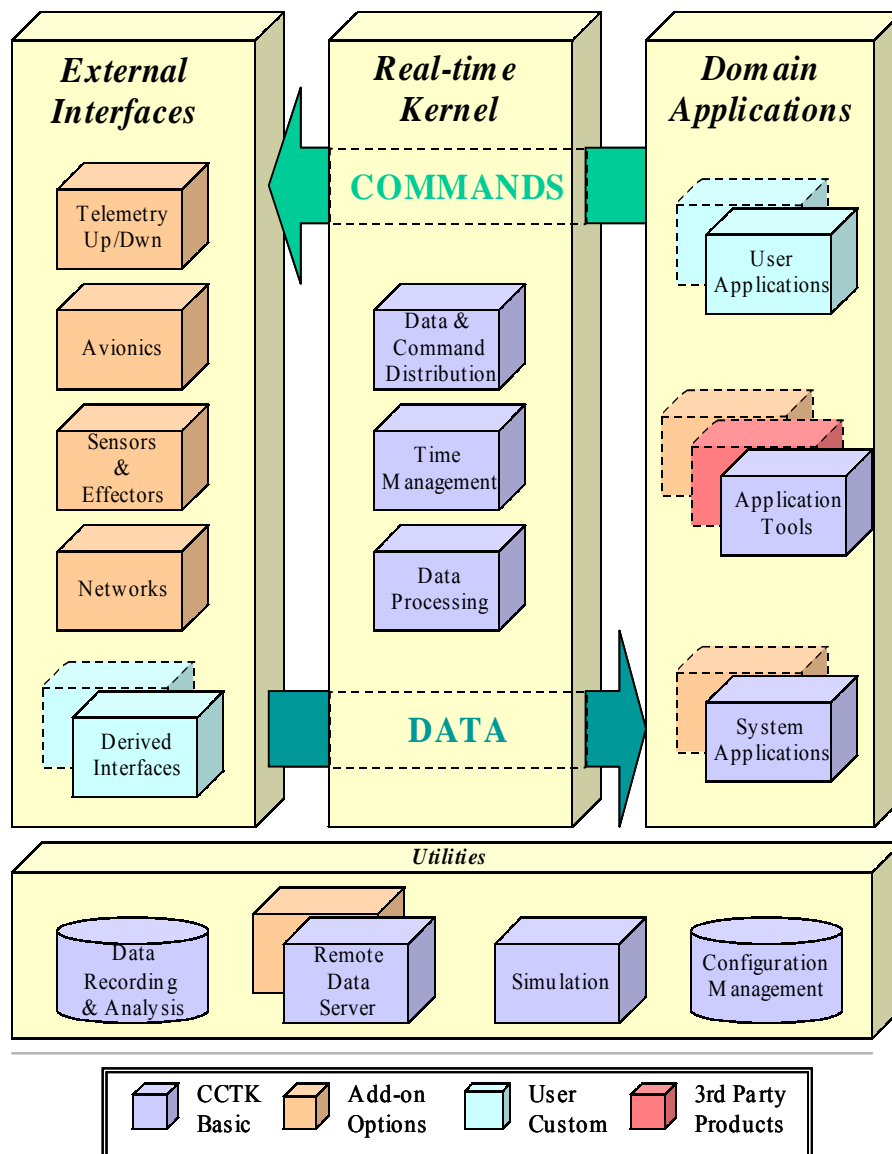 External
Interfaces
Real-time
Kernel
Domain
Applications
COMMANDS
Telemetry
Up/Dwn
Avionics
Sensors
&
Effectors
Networks
Derived
Interfaces
Data &
Command
Distribution
Time
Management
Data
Processing
User
Applications
Application
Tools
System
Applications
DATA
Utilities
Data
Recording
& Analysis
Remote
Data
Server
Simulation
Configuration
Management
CCTK
Basic
Add-on
Options
User
Custom
3rd Party
Products